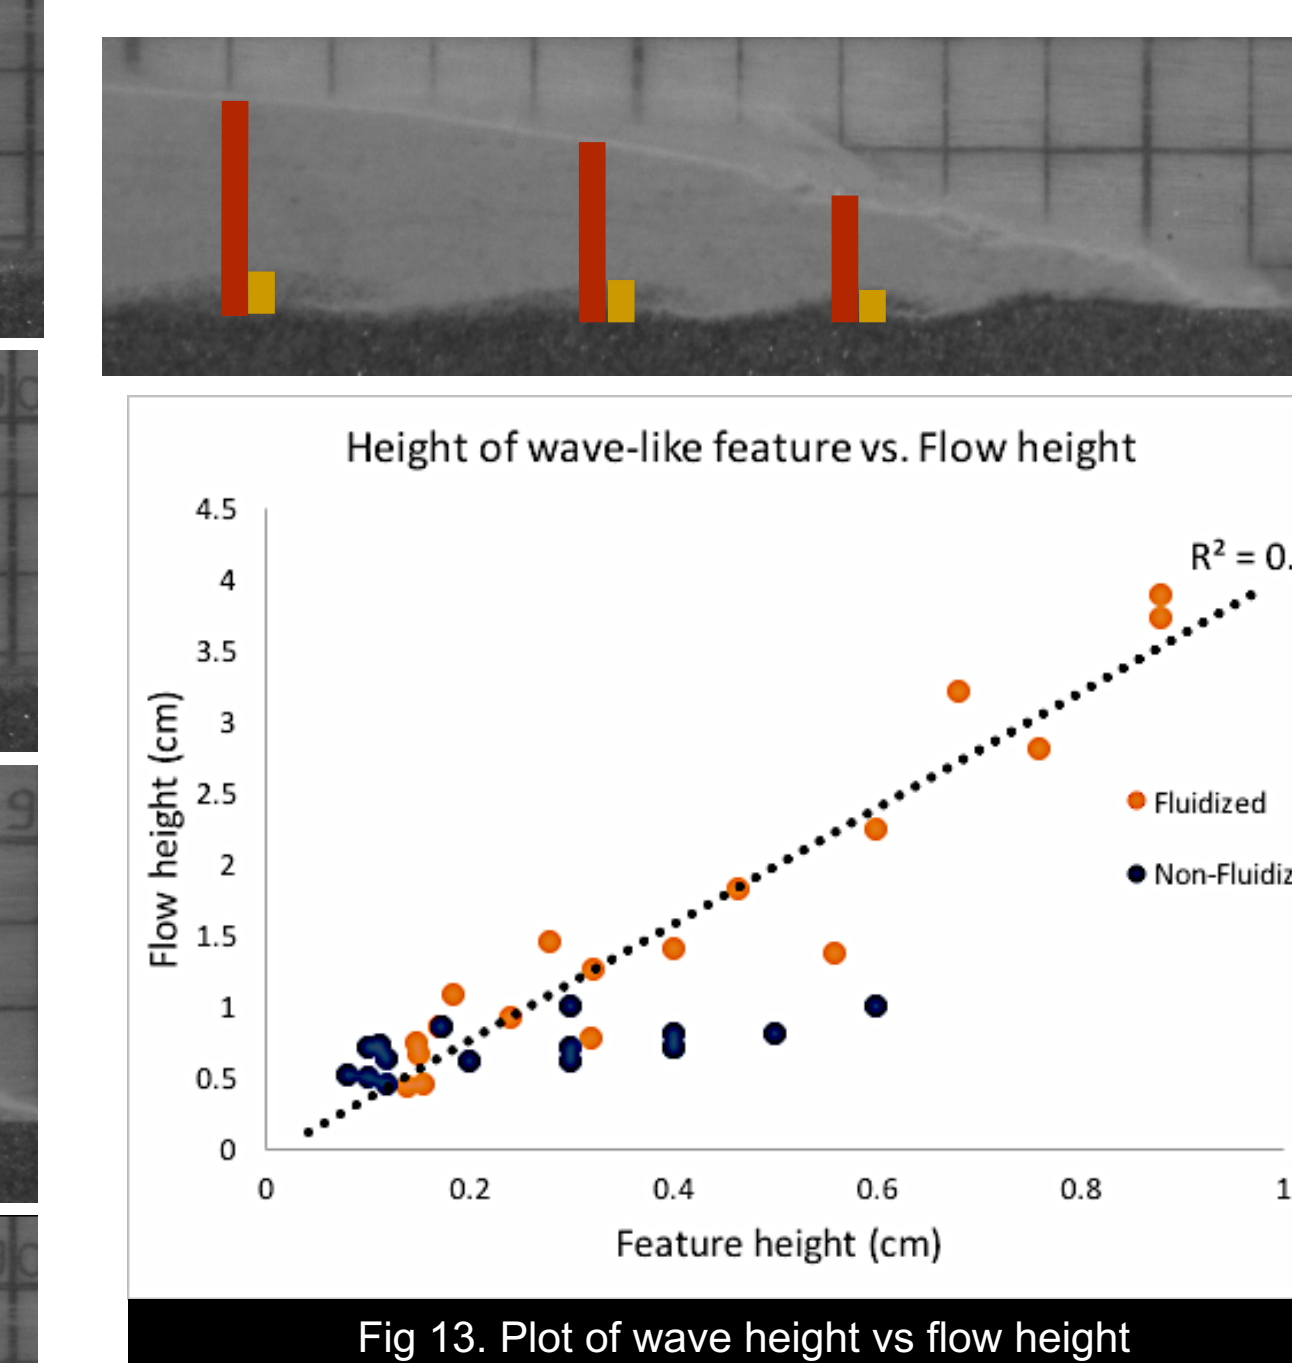 Height of wave-like feature vs. Flow height
4.5
R² = 0.
4
3.5
3
2.5
2
1.5
1
0.5
0
Flow height (cm)
Fluidized
Non-Fluidiz
0 0.2 0.4 0.6 0.8 1
Feature height (cm)
Fig 13. Plot of wave height vs flow height